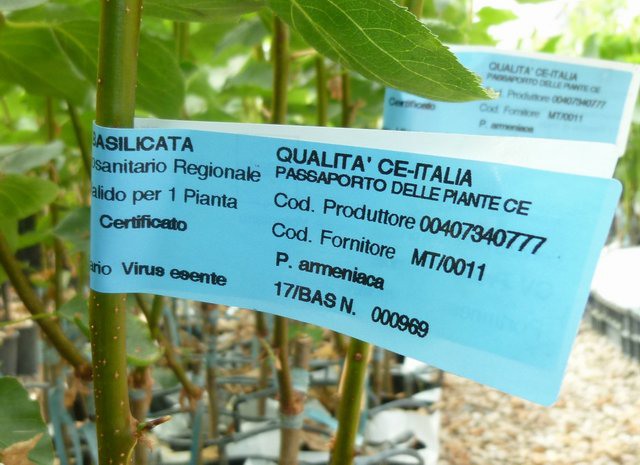 BASILICATA
sanitario Regionale
alido per 1 Pianta
Certificato
ario Virus esente
QUALITA' CE-ITALIA
PASSAPORTO DELLE PIANTE CE
Cod. Produttore 00407340777
Cod. Fornitore MT/0011
P. armeniaca
17/BAS N. 000969
Certificato
QUALITA' CE-ITALIA
PASSAPORTO DELLE PIANTE CE
Cod. Produttore 00407340777
Cod. Fornitore MT/0011
P. armeniaca